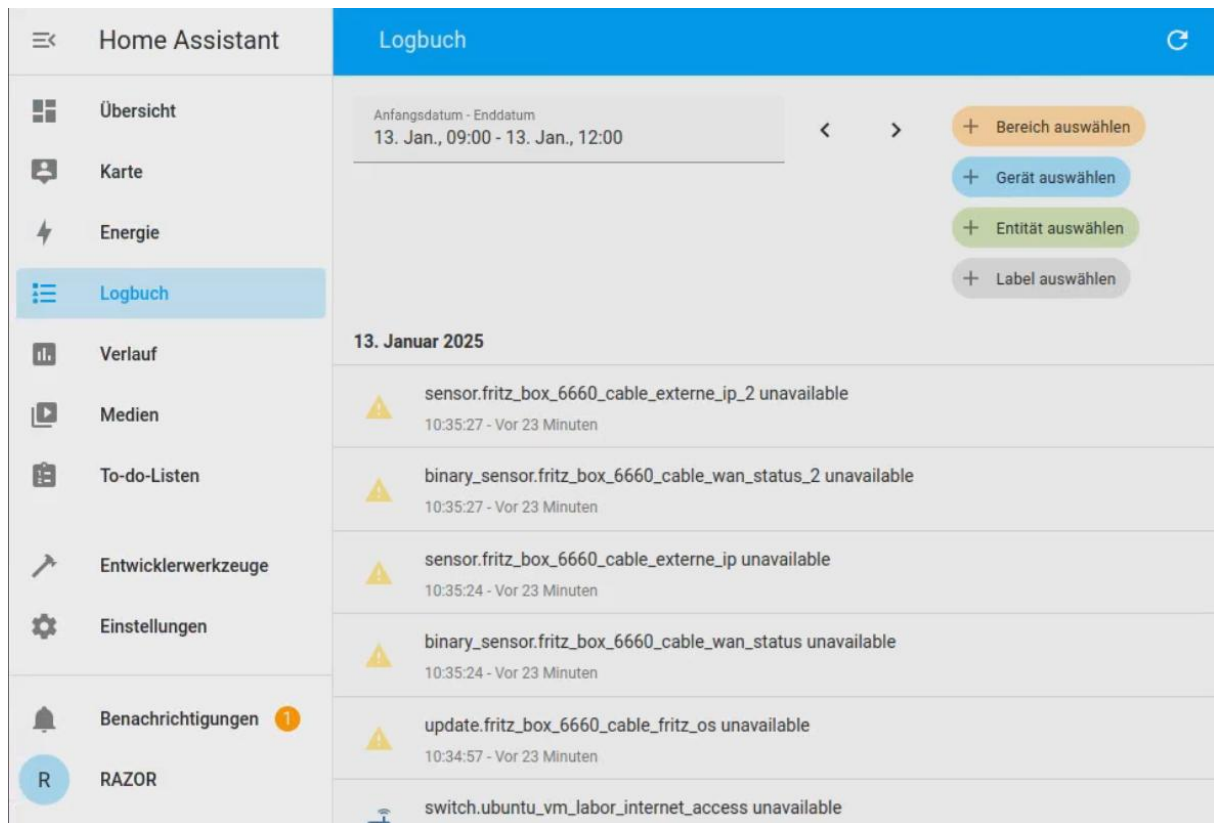 Home Assistant
Übersicht
Karte
Energie
Logbuch
Verlauf
Medien
To-do-Listen
Entwicklerwerkzeuge
Einstellungen
Benachrichtigungen 1
R RAZOR
Logbuch
Anfangsdatum - Enddatum
13. Jan., 09:00 - 13. Jan., 12:00
Bereich auswählen
Gerät auswählen
Entität auswählen
Label auswählen
13. Januar 2025
sensor.fritz_box_6660_cable_externe_ip_2 unavailable
10:35:27 - Vor 23 Minuten
binary_sensor.fritz_box_6660_cable_wan_status_2 unavailable
10:35:27 - Vor 23 Minuten
sensor.fritz_box_6660_cable_externe_ip unavailable
10:35:24 - Vor 23 Minuten
binary_sensor.fritz_box_6660_cable_wan_status unavailable
10:35:24 - Vor 23 Minuten
update.fritz_box_6660_cable_fritz_os unavailable
10:34:57 - Vor 23 Minuten
switch.ubuntu_vm_labor_internet_access unavailable